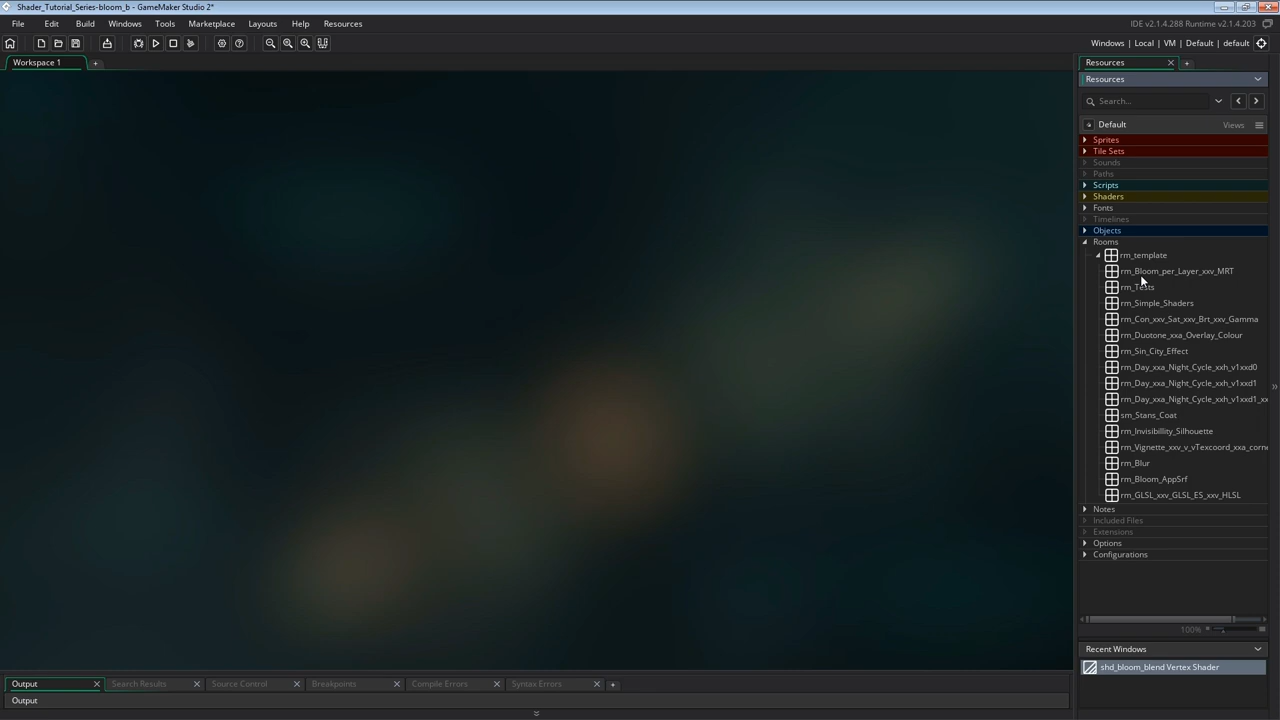 Shader_Tutorial_Series-bloom_b - GameMaker Studio 2*
File Edit Build Windows Tools Marketplace Layouts Help Resources
IDE v2.1.4.288 Runtime v2.1.4.203
Windows | Local | VM | Default | default
Workspace 1
Resources
Resources
Search...
Default Views
Sprites
Tile Sets
Sounds
Paths
Scripts
Shaders
Fonts
Timelines
Objects
Rooms
rm_template
rm_Bloom_per_Layer_xxv_MRT
rm_Tests
rm_Simple_Shaders
rm_Con_xxv_Sat_xxv_Brt_xxv_Gamma
rm_Duotone_xxa_Overlay_Colour
rm_Sin_City_Effect
rm_Day_xxa_Night_Cycle_xxh_v1xxd0
rm_Day_xxa_Night_Cycle_xxh_v1xxd1
rm_Day_xxa_Night_Cycle_xxh_v1xxd1_xx
sm_Stans_Coat
rm_Invisibillity_Silhouette
rm_Vignette_xxv_v_vTexcoord_xxa_corne
rm_Blur
rm_Bloom_AppSrf
rm_GLSL_xxv_GLSL_ES_xxv_HLSL
Notes
Included Files
Extensions
Options
Configurations
100%
Recent Windows
shd_bloom_blend Vertex Shader
Output Search Results Source Control Breakpoints Compile Errors Syntax Errors
Output